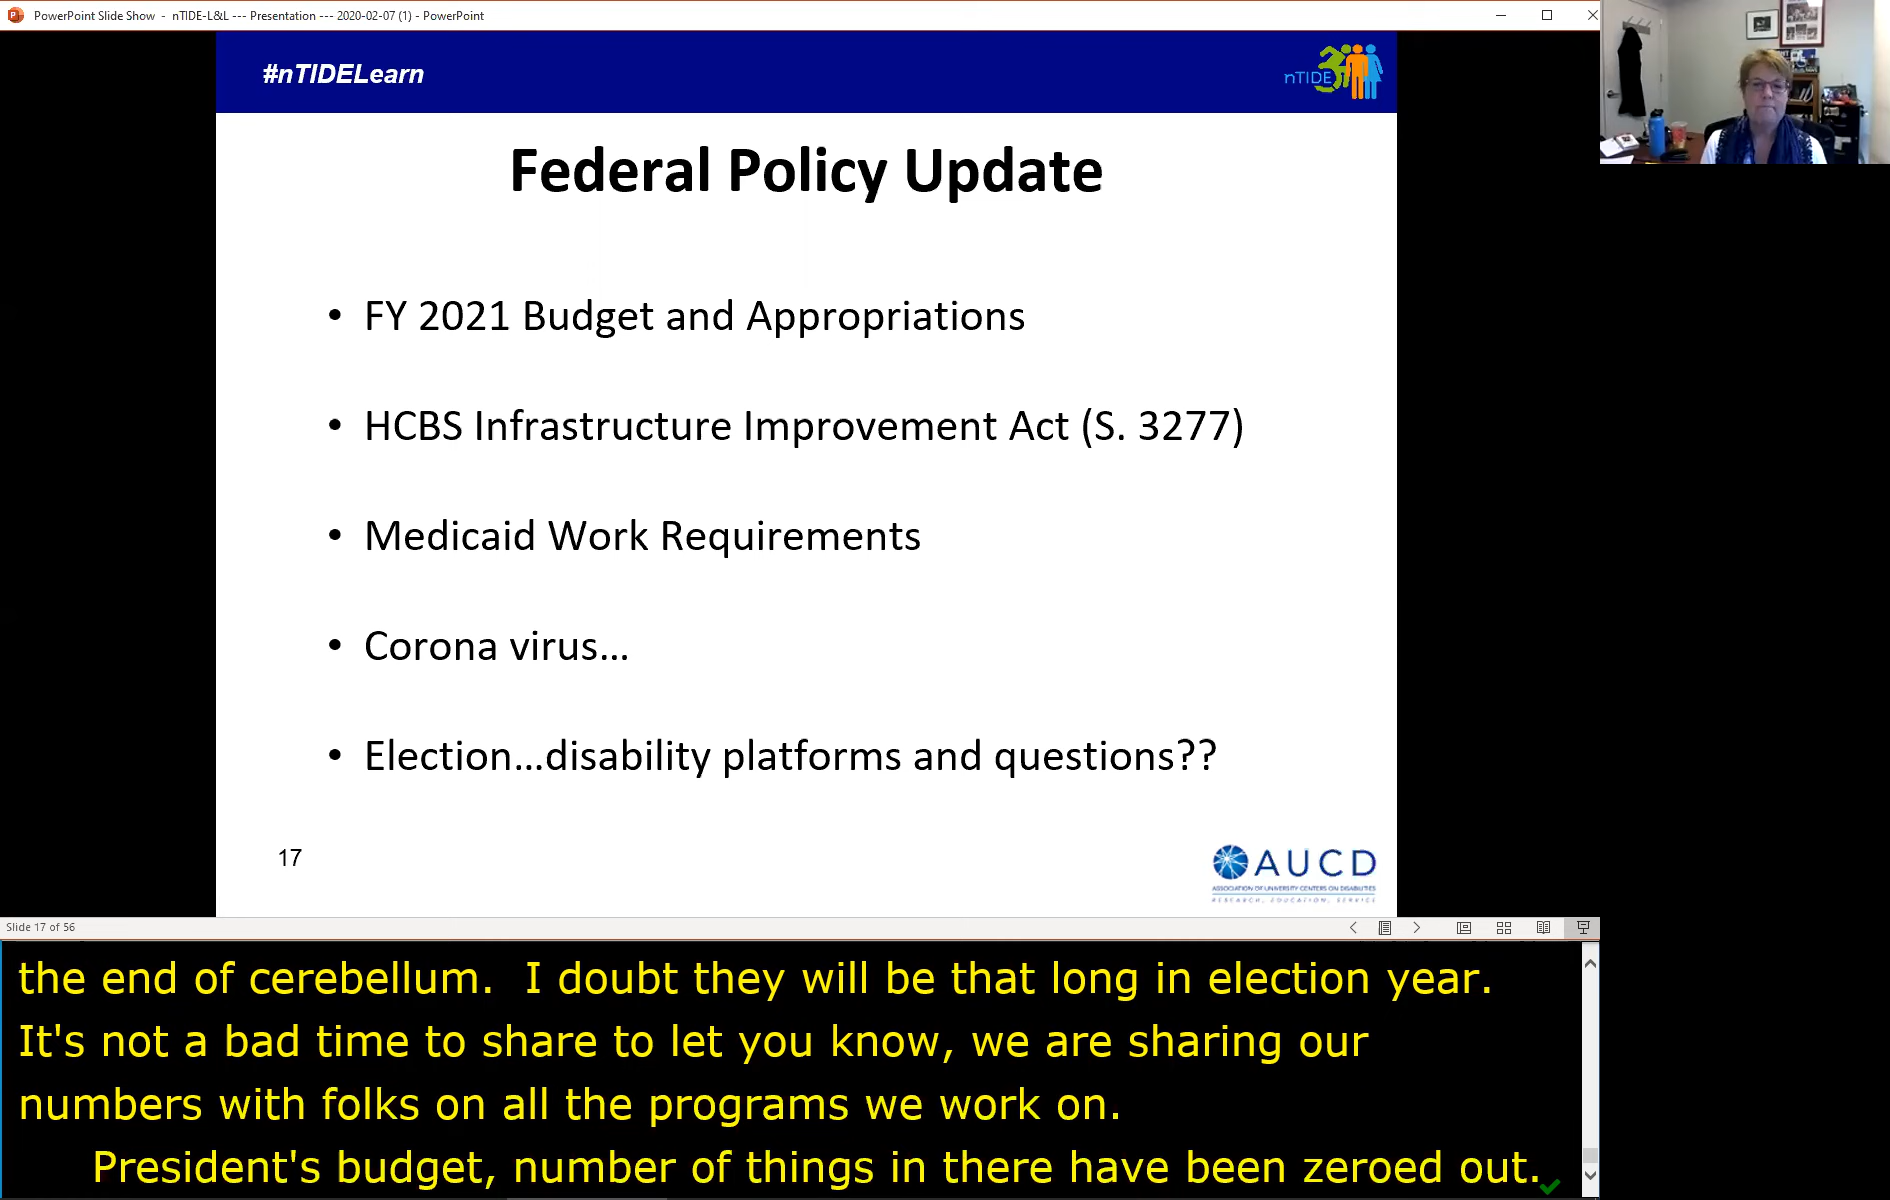 PowerPoint Slide Show - nTIDE-L&L --- Presentation --- 2020-02-07 (1) - PowerPoint
#nTIDELearn
nTIDE
Federal Policy Update
• FY 2021 Budget and Appropriations
• HCBS Infrastructure Improvement Act (S. 3277)
• Medicaid Work Requirements
• Corona virus…
• Election…disability platforms and questions??
17
AUCD
ASSOCIATION OF UNIVERSITY CENTERS ON DISABILITIES
RESEARCH, EDUCATION, SERVICE
Slide 17 of 56
the end of cerebellum.  I doubt they will be that long in election year.
It's not a bad time to share to let you know, we are sharing our
numbers with folks on all the programs we work on.
President's budget, number of things in there have been zeroed out.